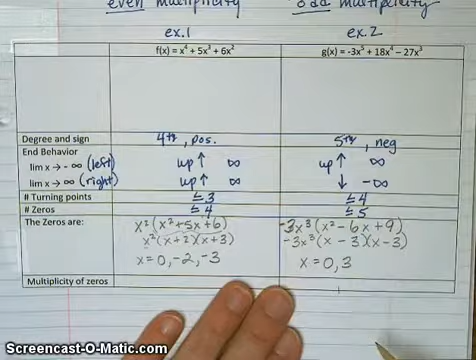 even multiplicity odd multiplicity
ex.1 ex.2
f(x) = x⁴ + 5x³ + 6x² g(x) = -3x⁵ + 18x⁴ – 27x³
Degree and sign 4th, pos. 5th, neg
End Behavior
lim x → - ∞ (left) up ↑ ∞ up ↑ ∞
lim x → ∞ (right) up ↑ ∞ ↓ -∞
# Turning points ≤ 3 ≤ 4
# Zeros ≤ 4 ≤ 5
The Zeros are: x²(x²+5x+6) -3x³(x²-6x+9)
x²(x+2)(x+3) -3x³(x-3)(x-3)
x=0,-2,-3 x=0,3
Multiplicity of zeros
Screencast-O-Matic.com